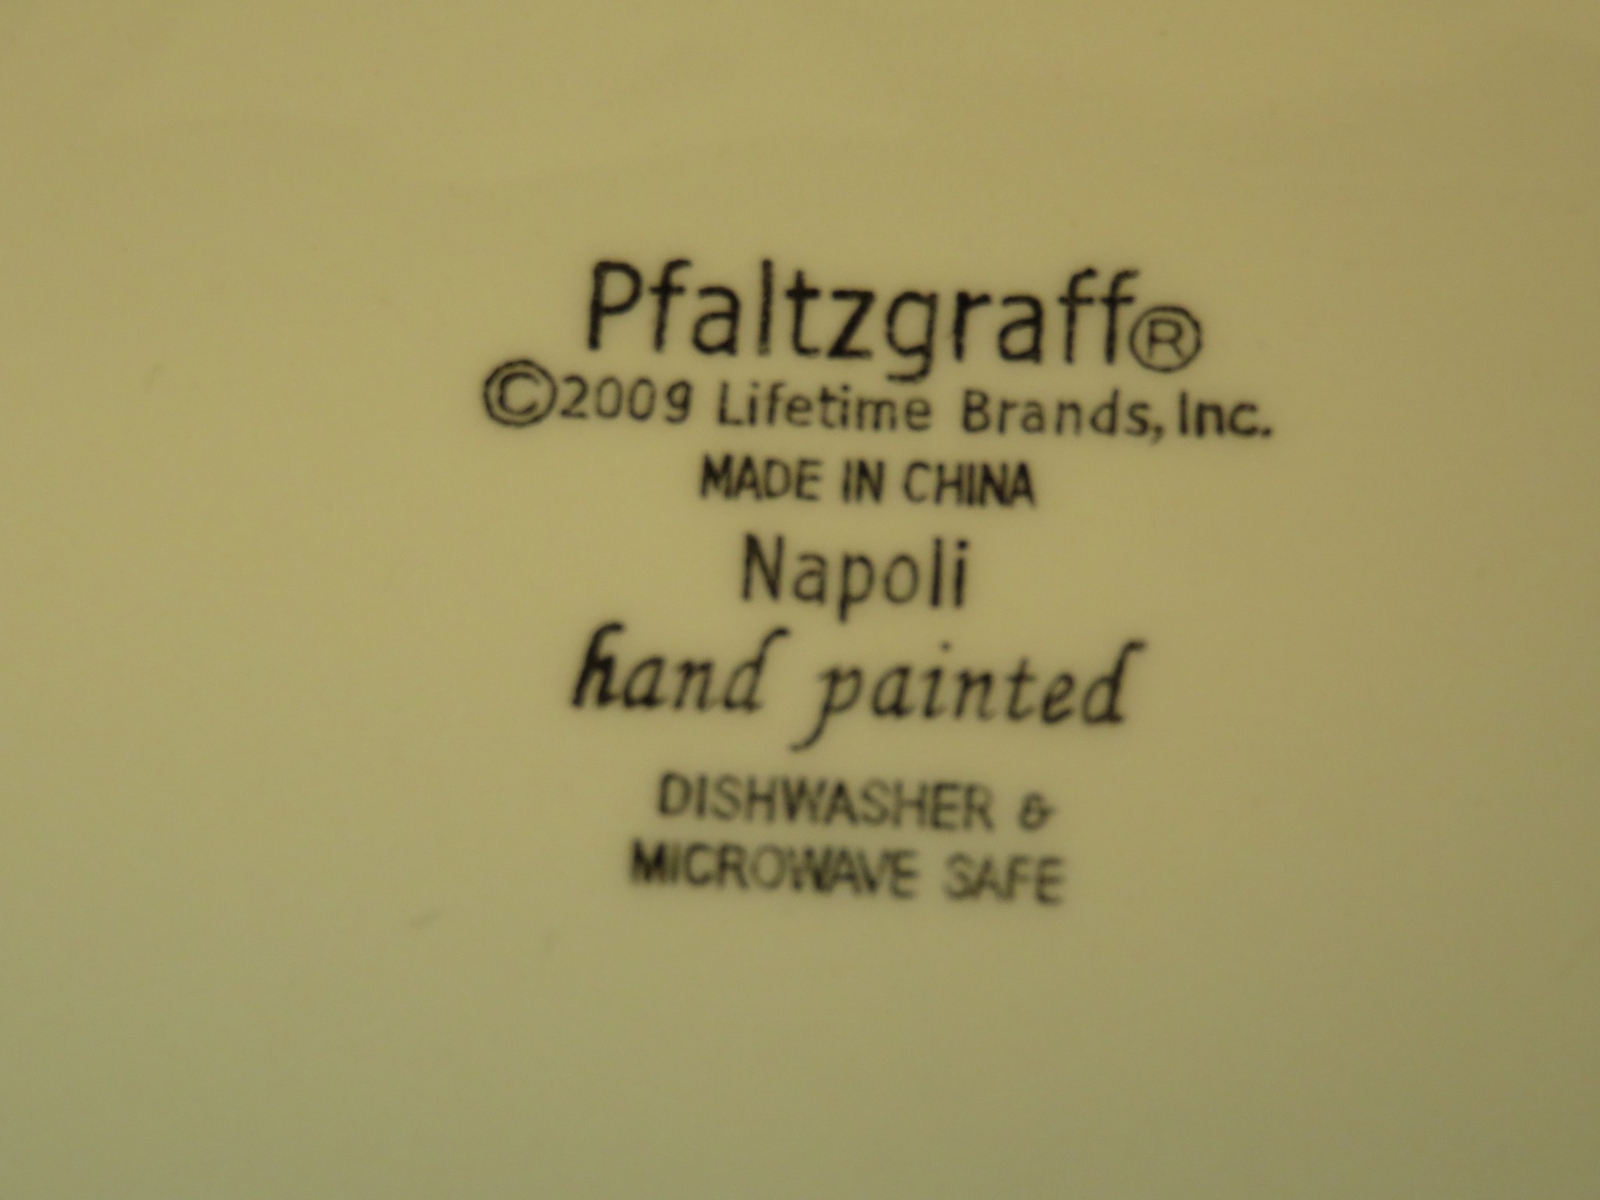 Pfaltzgraff®
©2009 Lifetime Brands, Inc.
MADE IN CHINA
Napoli
hand painted
DISHWASHER &
MICROWAVE SAFE